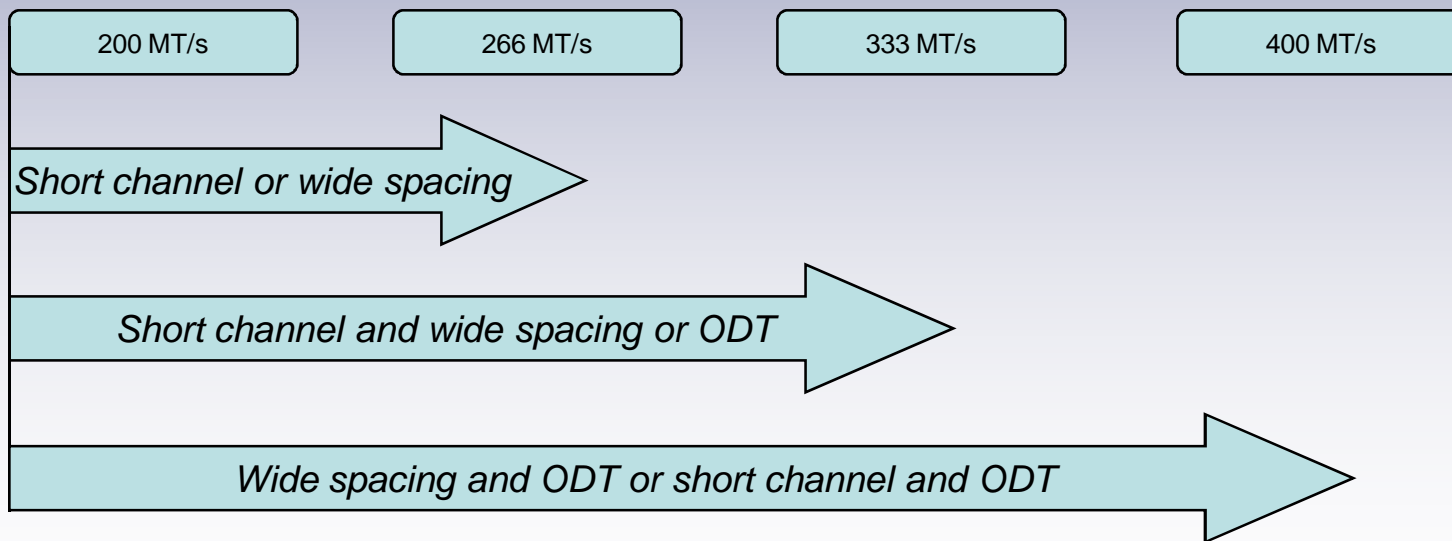 200 MT/s
266 MT/s
333 MT/s
400 MT/s
Short channel or wide spacing
Short channel and wide spacing or ODT
Wide spacing and ODT or short channel and ODT